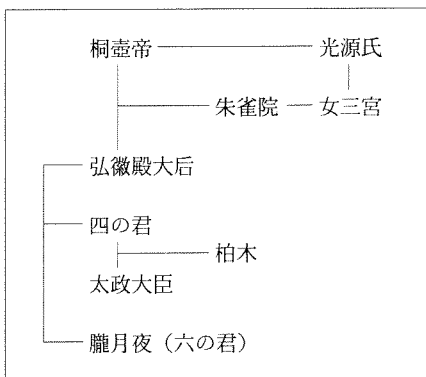 桐壺帝 光源氏
朱雀院 女三宮
弘徽殿大后
四の君
柏木
太政大臣
朧月夜（六の君）